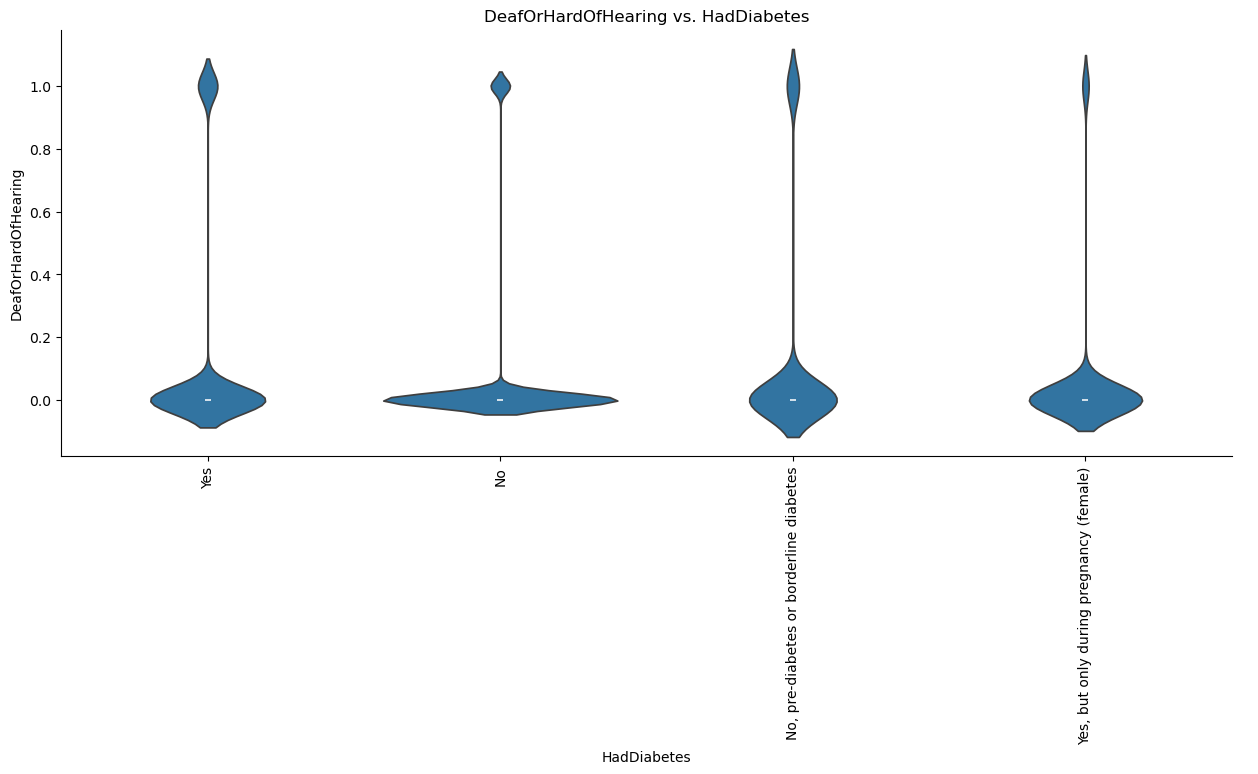 DeafOrHardOfHearing vs. HadDiabetes
DeafOrHardOfHearing
1.0
0.8
0.6
0.4
0.2
0.0
Yes
No
No, pre-diabetes or borderline diabetes
Yes, but only during pregnancy (female)
HadDiabetes